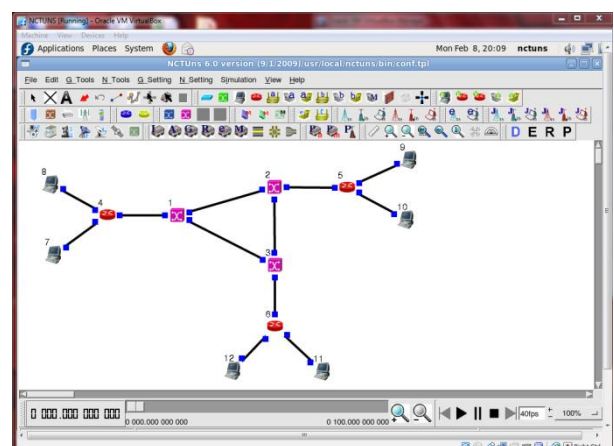 NCTUNS [Running] - Oracle VM VirtualBox
Machine View Devices Help
Applications Places System
Mon Feb 8, 20:09 nctuns
NCTUns 6.0 version (9/1/2009)/usr/local/nctuns/bin/conf.tpl
File Edit G_Tools N_Tools G_Setting N_Setting Simulation View Help
D E R P
9
8
2
5
4
1
10
7
3
6
12
11
0 000 .000 000 000
0 000.000 000 000
0 100.000 000 000
40fps
100%